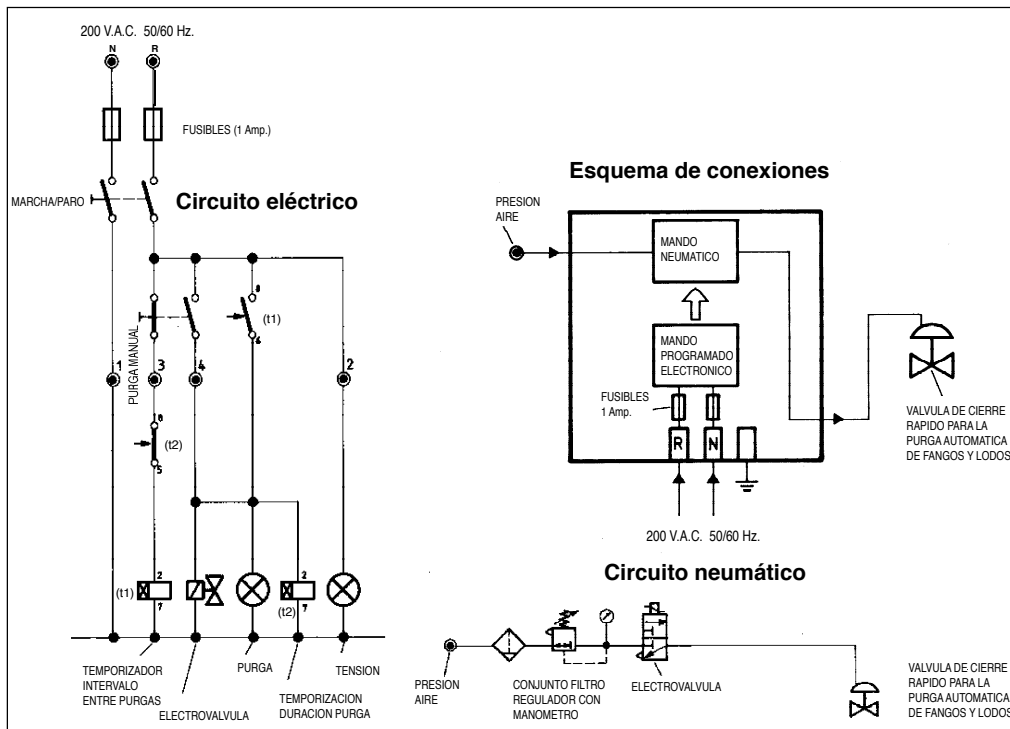 200 V.A.C. 50/60 Hz.
N
R
FUSIBLES (1 Amp.)
MARCHA/PARO
Circuito eléctrico
PURGA MANUAL
8
(t1)
6
1
3
4
2
8
(t2)
5
(t1)
2
7
(t2)
2
7
TEMPORIZADOR
INTERVALO
ENTRE PURGAS
ELECTROVALVULA
PURGA
TEMPORIZACION
DURACION PURGA
TENSION
Esquema de conexiones
PRESION
AIRE
MANDO
NEUMATICO
MANDO
PROGRAMADO
ELECTRONICO
FUSIBLES
1 Amp.
R
N
200 V.A.C. 50/60 Hz.
VALVULA DE CIERRE
RAPIDO PARA LA
PURGA AUTOMATICA
DE FANGOS Y LODOS
Circuito neumático
PRESION
AIRE
CONJUNTO FILTRO
REGULADOR CON
MANOMETRO
ELECTROVALVULA
VALVULA DE CIERRE
RAPIDO PARA LA
PURGA AUTOMATICA
DE FANGOS Y LODOS